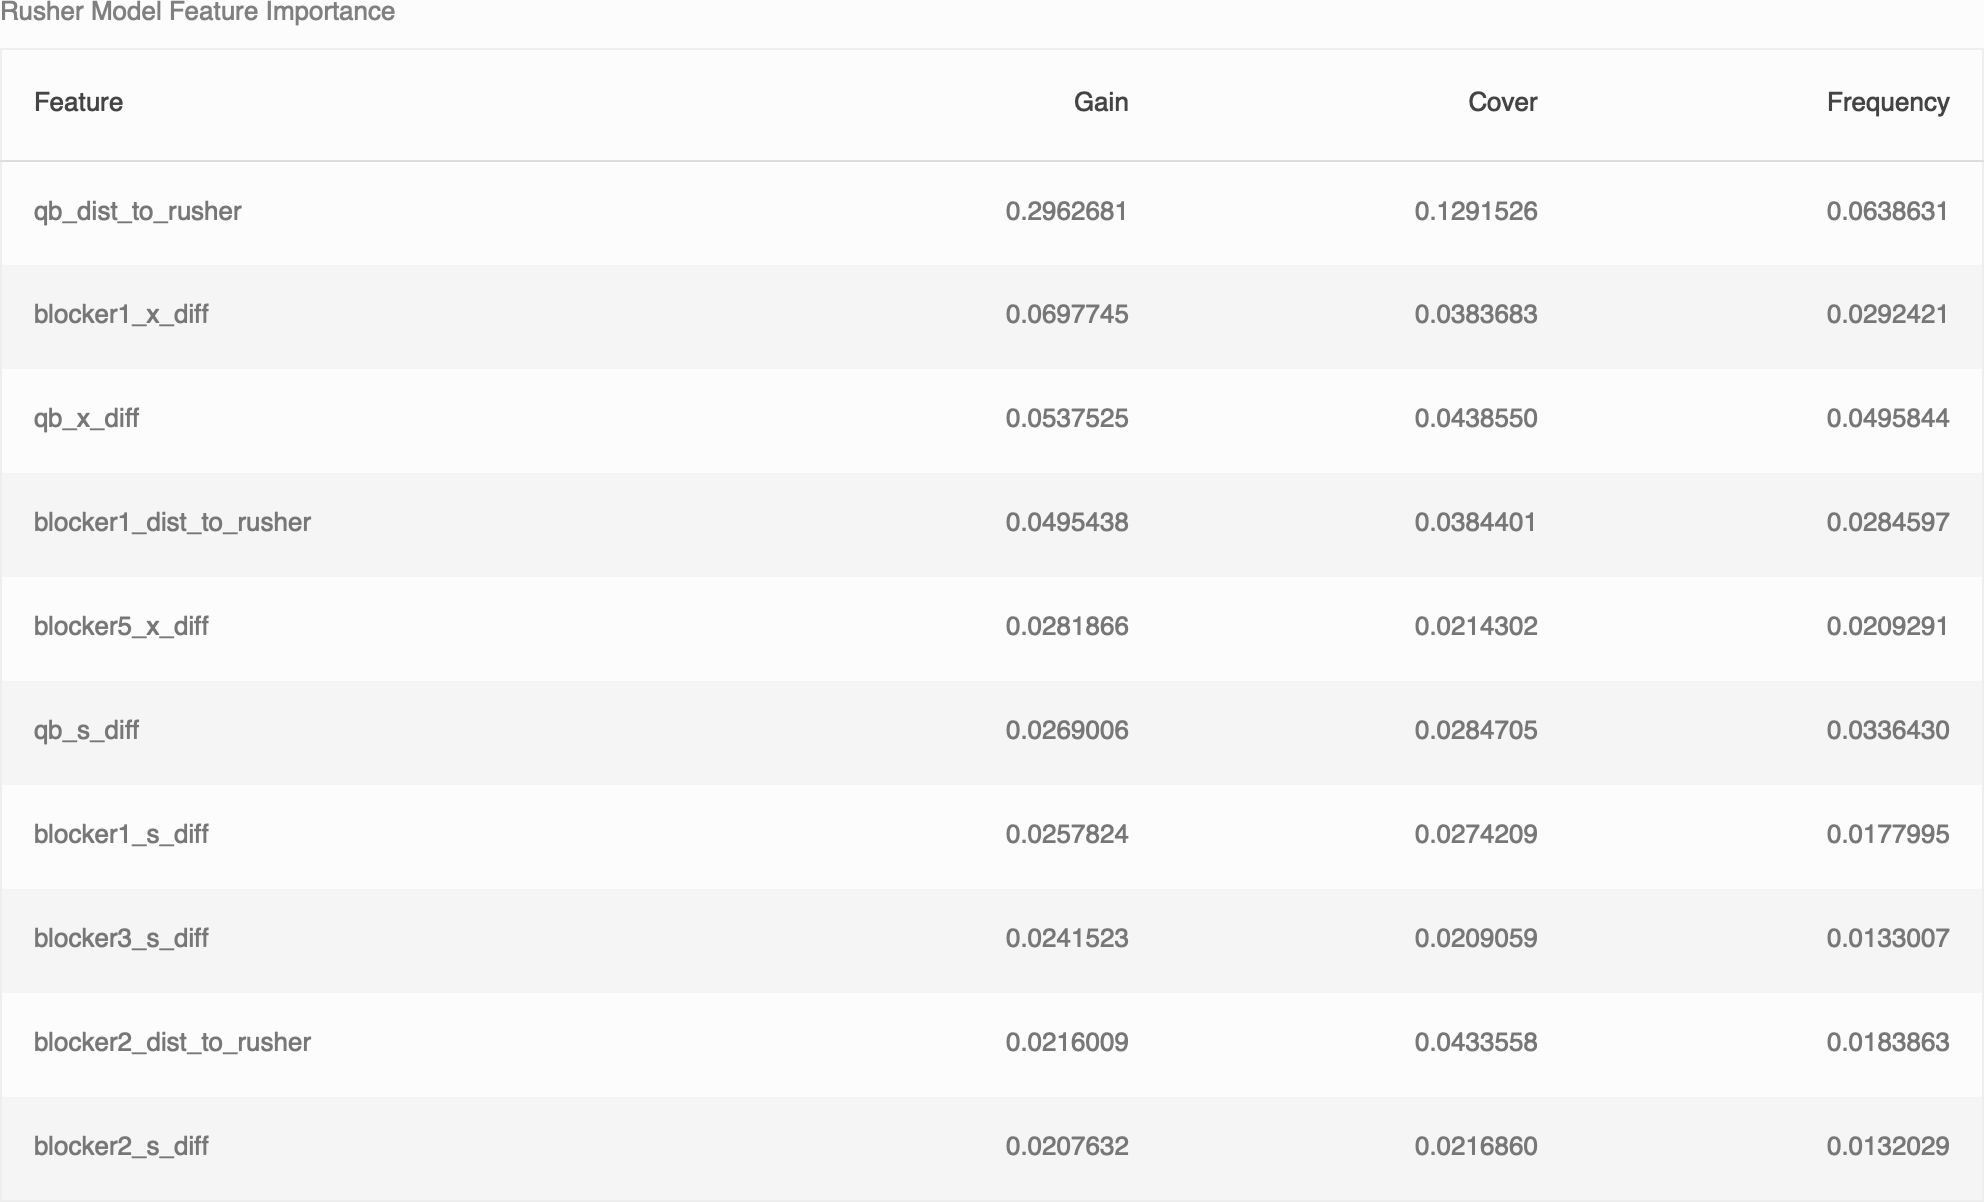 Rusher Model Feature Importance
Feature Gain Cover Frequency
qb_dist_to_rusher 0.2962681 0.1291526 0.0638631
blocker1_x_diff 0.0697745 0.0383683 0.0292421
qb_x_diff 0.0537525 0.0438550 0.0495844
blocker1_dist_to_rusher 0.0495438 0.0384401 0.0284597
blocker5_x_diff 0.0281866 0.0214302 0.0209291
qb_s_diff 0.0269006 0.0284705 0.0336430
blocker1_s_diff 0.0257824 0.0274209 0.0177995
blocker3_s_diff 0.0241523 0.0209059 0.0133007
blocker2_dist_to_rusher 0.0216009 0.0433558 0.0183863
blocker2_s_diff 0.0207632 0.0216860 0.0132029